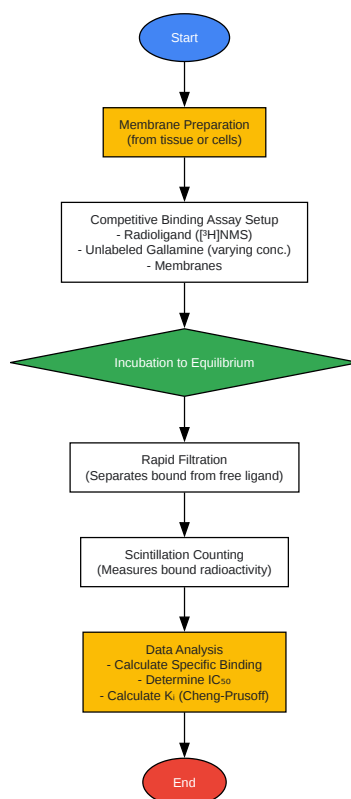 Start
Membrane Preparation
(from tissue or cells)
Competitive Binding Assay Setup
- Radioligand ([³H]NMS)
- Unlabeled Gallamine (varying conc.)
- Membranes
Incubation to Equilibrium
Rapid Filtration
(Separates bound from free ligand)
Scintillation Counting
(Measures bound radioactivity)
Data Analysis
- Calculate Specific Binding
- Determine IC₅₀
- Calculate Kᵢ (Cheng-Prusoff)
End